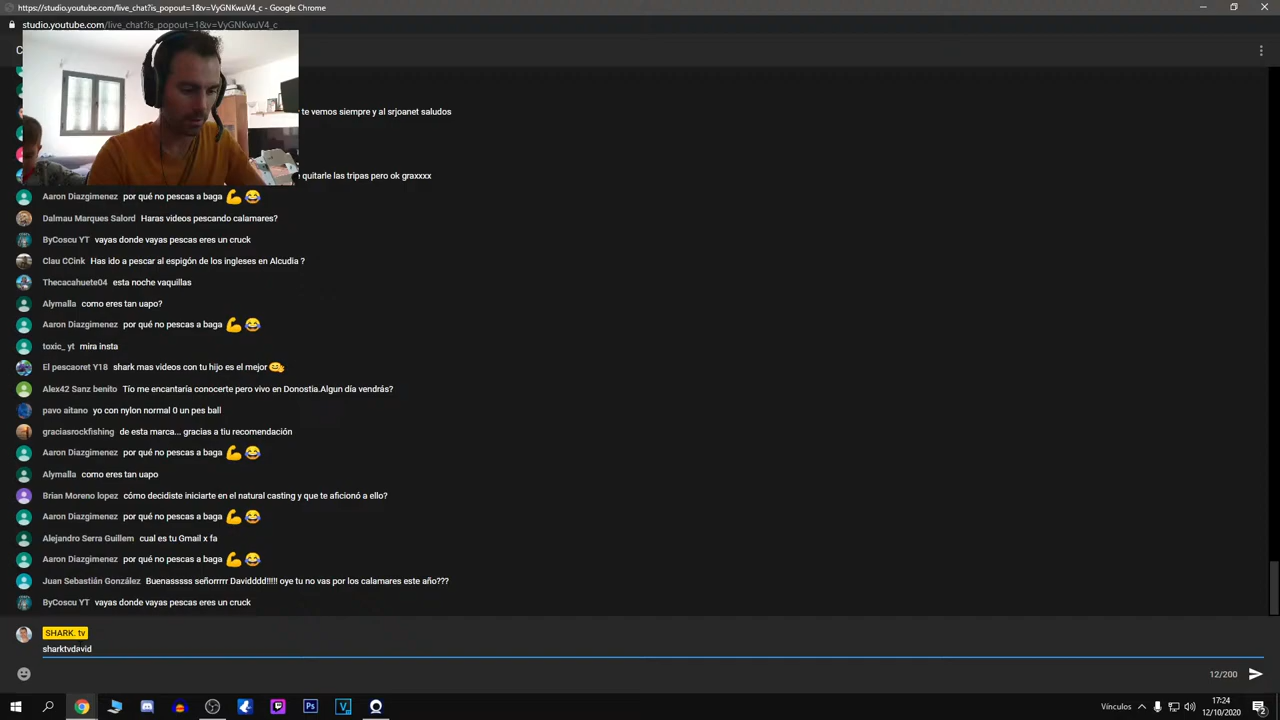 https://studio.youtube.com/live_chat?is_popout=1&v=VyGNKwuV4_c - Google Chrome
studio.youtube.com/live_chat?is_popout=1&v=VyGNKwuV4_c
te vemos siempre y al srjoanet saludos
quitarle las tripas pero ok graxxxx
Aaron Diazgimenez por qué no pescas a baga 💪😂
Dalmau Marques Salord Haras videos pescando calamares?
ByCoscu YT vayas donde vayas pescas eres un cruck
Clau CCink Has ido a pescar al espigón de los ingleses en Alcudia ?
Thecacahuete04 esta noche vaquillas
Alymalla como eres tan uapo?
Aaron Diazgimenez por qué no pescas a baga 💪😂
toxic_ yt mira insta
El pescaoret Y18 shark mas videos con tu hijo es el mejor
Alex42 Sanz benito Tío me encantaría conocerte pero vivo en Donostia.Algun día vendrás?
pavo aitano yo con nylon normal 0 un pes ball
graciasrockfishing de esta marca... gracias a tiu recomendación
Aaron Diazgimenez por qué no pescas a baga 💪😂
Alymalla como eres tan uapo
Brian Moreno lopez cómo decidiste iniciarte en el natural casting y que te aficionó a ello?
Aaron Diazgimenez por qué no pescas a baga 💪😂
Alejandro Serra Guillem cual es tu Gmail x fa
Aaron Diazgimenez por qué no pescas a baga 💪😂
Juan Sebastián González Buenasssss señorrrrr Davidddd!!!!! oye tu no vas por los calamares este año???
ByCoscu YT vayas donde vayas pescas eres un cruck
SHARK. tv
sharktvdavid
12/200
Vínculos
17:24
12/10/2020